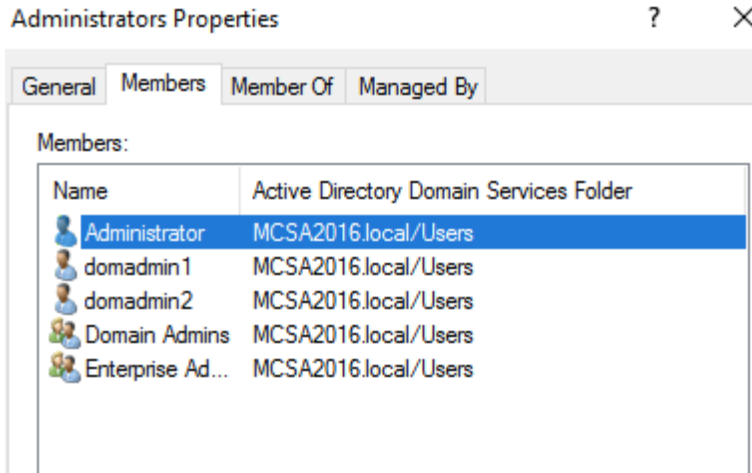 Administrators Properties ? X
General Members Member Of Managed By
Members:
Name Active Directory Domain Services Folder
Administrator MCSA2016.local/Users
domadmin1 MCSA2016.local/Users
domadmin2 MCSA2016.local/Users
Domain Admins MCSA2016.local/Users
Enterprise Ad... MCSA2016.local/Users